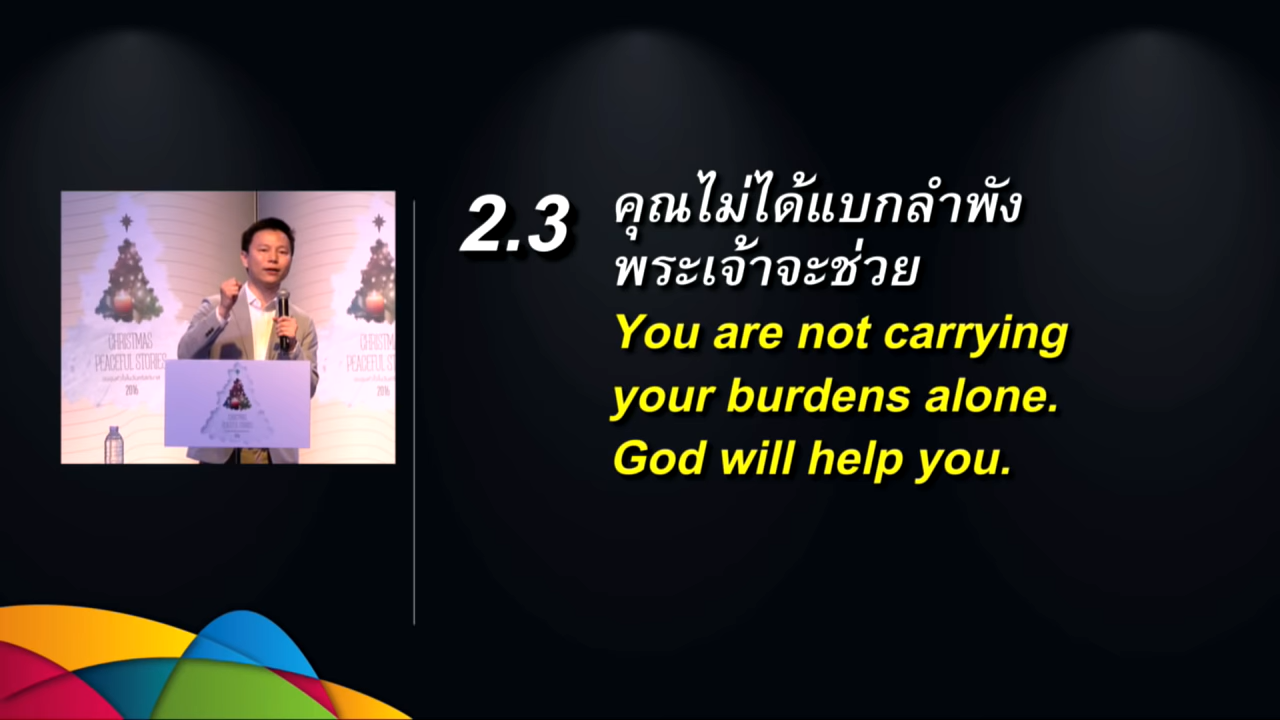 2.3
คุณไม่ได้แบกลำพัง
พระเจ้าจะช่วย
You are not carrying
your burdens alone.
God will help you.
CHRISTMAS
PEACEFUL STORIES
2016
CHRISTMAS
2016